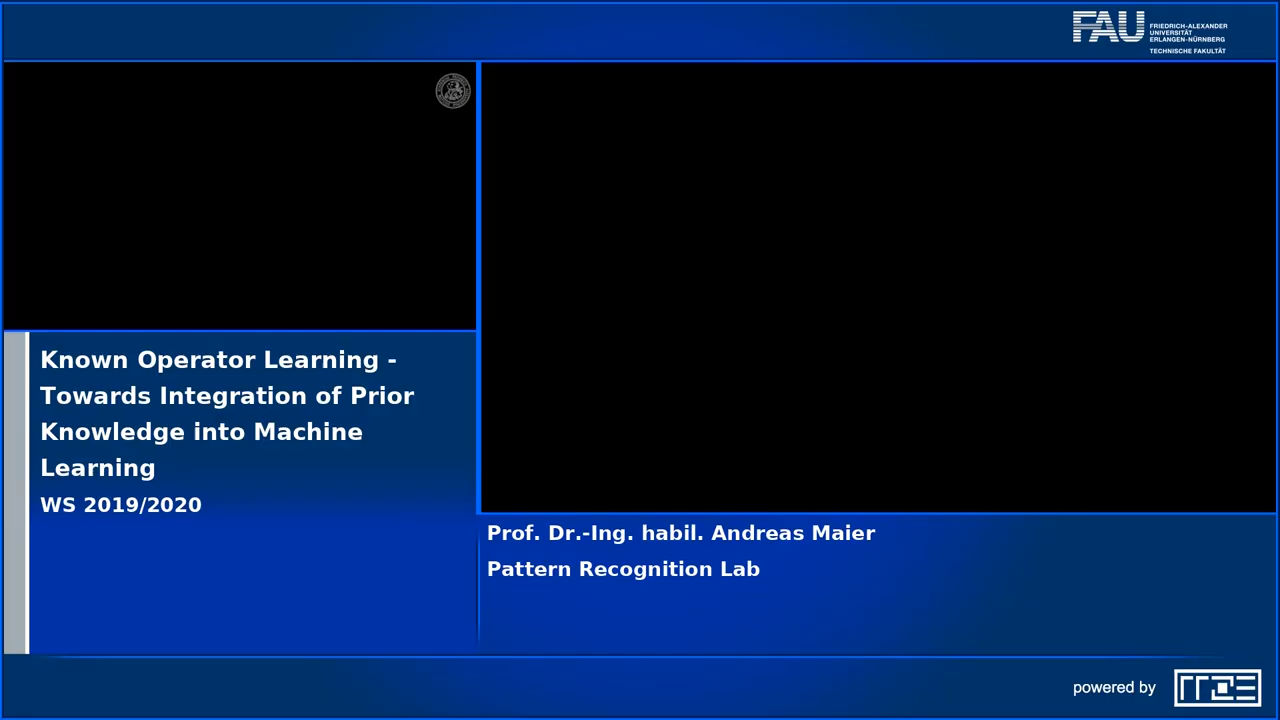 FAU
FRIEDRICH-ALEXANDER
UNIVERSITÄT
ERLANGEN-NÜRNBERG
TECHNISCHE FAKULTÄT
Known Operator Learning -
Towards Integration of Prior
Knowledge into Machine
Learning
WS 2019/2020
Prof. Dr.-Ing. habil. Andreas Maier
Pattern Recognition Lab
powered by